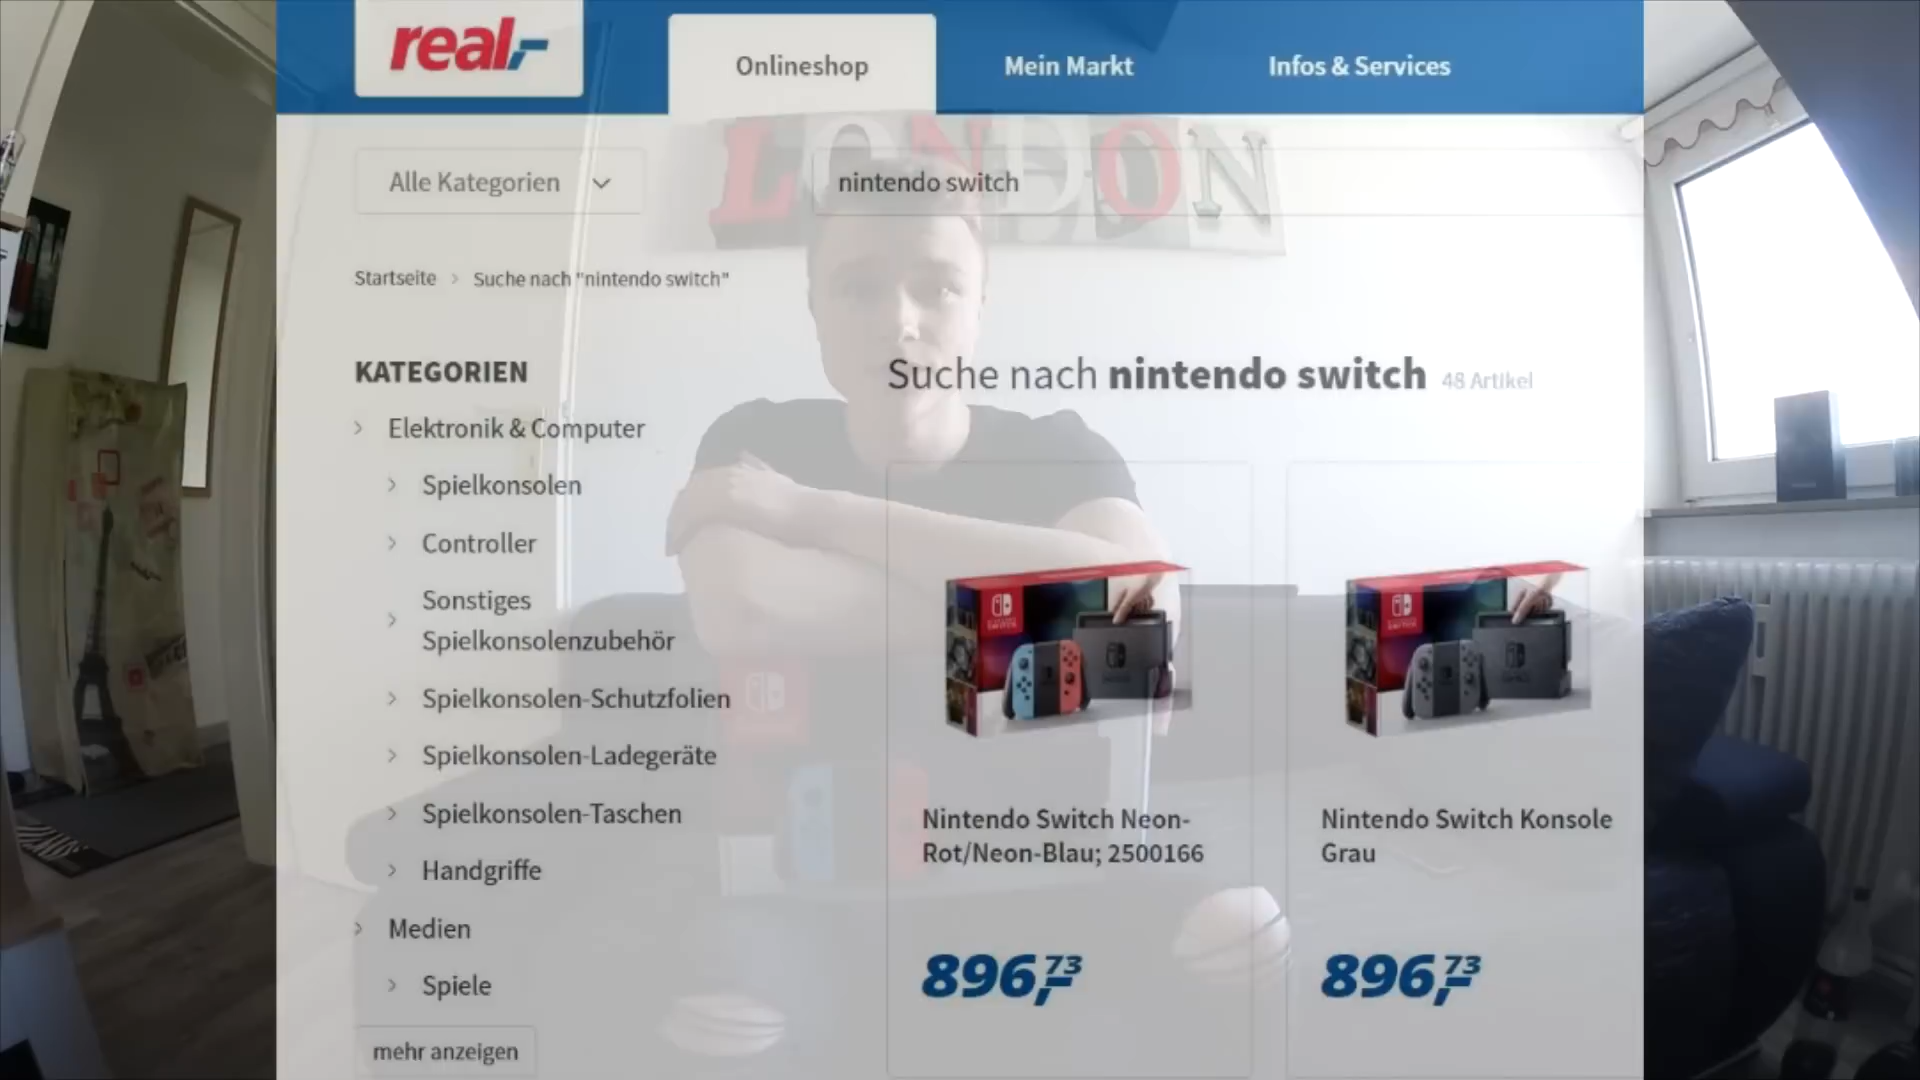 real,-
Onlineshop
Mein Markt
Infos & Services
LONDON
Alle Kategorien
nintendo switch
Startseite > Suche nach "nintendo switch"
KATEGORIEN
Suche nach nintendo switch 48 Artikel
Elektronik & Computer
Spielkonsolen
Controller
Sonstiges
Spielkonsolenzubehör
Spielkonsolen-Schutzfolien
Spielkonsolen-Ladegeräte
Spielkonsolen-Taschen
Handgriffe
Medien
Spiele
mehr anzeigen
Nintendo Switch Neon-
Rot/Neon-Blau; 2500166
896,73
Nintendo Switch Konsole
Grau
896,73